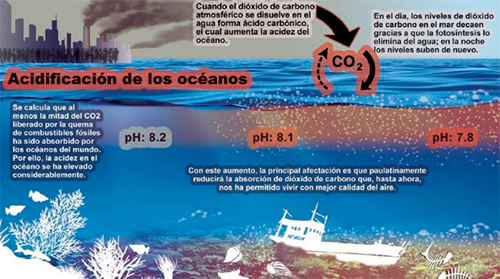 Cuando el dióxido de carbono
atmosférico se disuelve en el
agua forma ácido carbónico,
el cual aumenta la acidez del
océano.
En el día, los niveles de dióxido
de carbono en el mar decaen
gracias a que la fotosíntesis lo
elimina del agua; en la noche
los niveles suben de nuevo.
CO2
Acidificación de los océanos
Se calcula que al
menos la mitad del CO2
liberado por la quema
de combustibles fósiles
ha sido absorbido por
los océanos del mundo.
Por ello, la acidez en el
océano se ha elevado
considerablemente.
pH: 8.2
pH: 8.1
pH: 7.8
Con este aumento, la principal afectación es que paulatinamente
reducirá la absorción de dióxido de carbono que, hasta ahora,
nos ha permitido vivir con mejor calidad del aire.